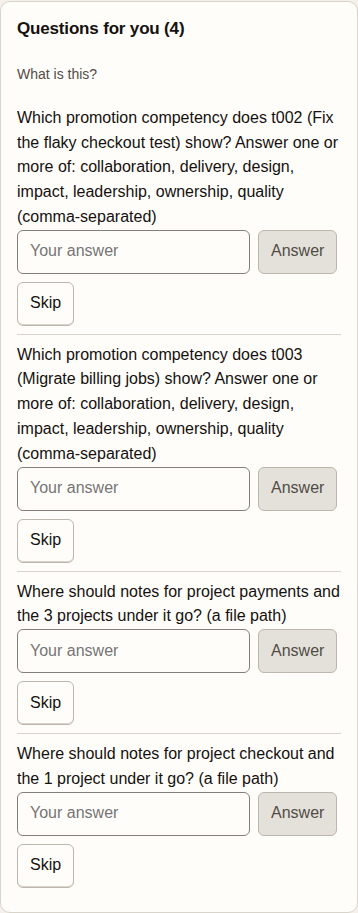 Questions for you (4)
What is this?
Which promotion competency does t002 (Fix
the flaky checkout test) show? Answer one or
more of: collaboration, delivery, design,
impact, leadership, ownership, quality
(comma-separated)
Your answer
Answer
Skip
Which promotion competency does t003
(Migrate billing jobs) show? Answer one or
more of: collaboration, delivery, design,
impact, leadership, ownership, quality
(comma-separated)
Your answer
Answer
Skip
Where should notes for project payments and
the 3 projects under it go? (a file path)
Your answer
Answer
Skip
Where should notes for project checkout and
the 1 project under it go? (a file path)
Your answer
Answer
Skip